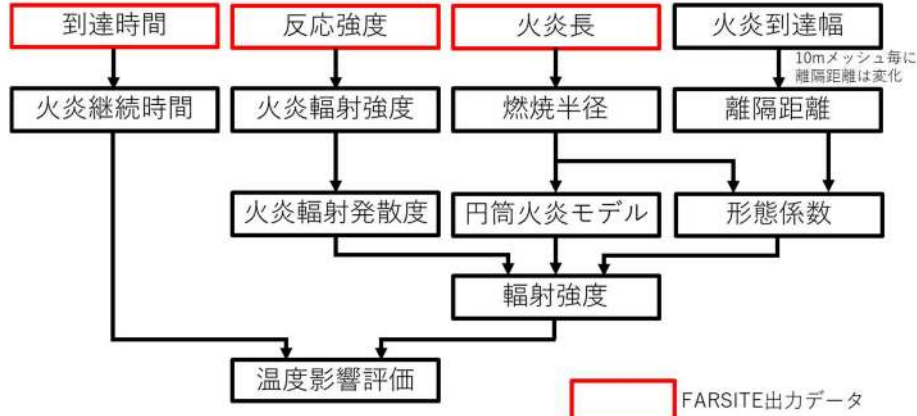 到達時間
反応強度
火炎長
火炎到達幅
10mメッシュ毎に
離隔距離は変化
火炎継続時間
火炎輻射強度
燃焼半径
離隔距離
火炎輻射発散度
円筒火炎モデル
形態係数
輻射強度
温度影響評価
FARSITE出力データ